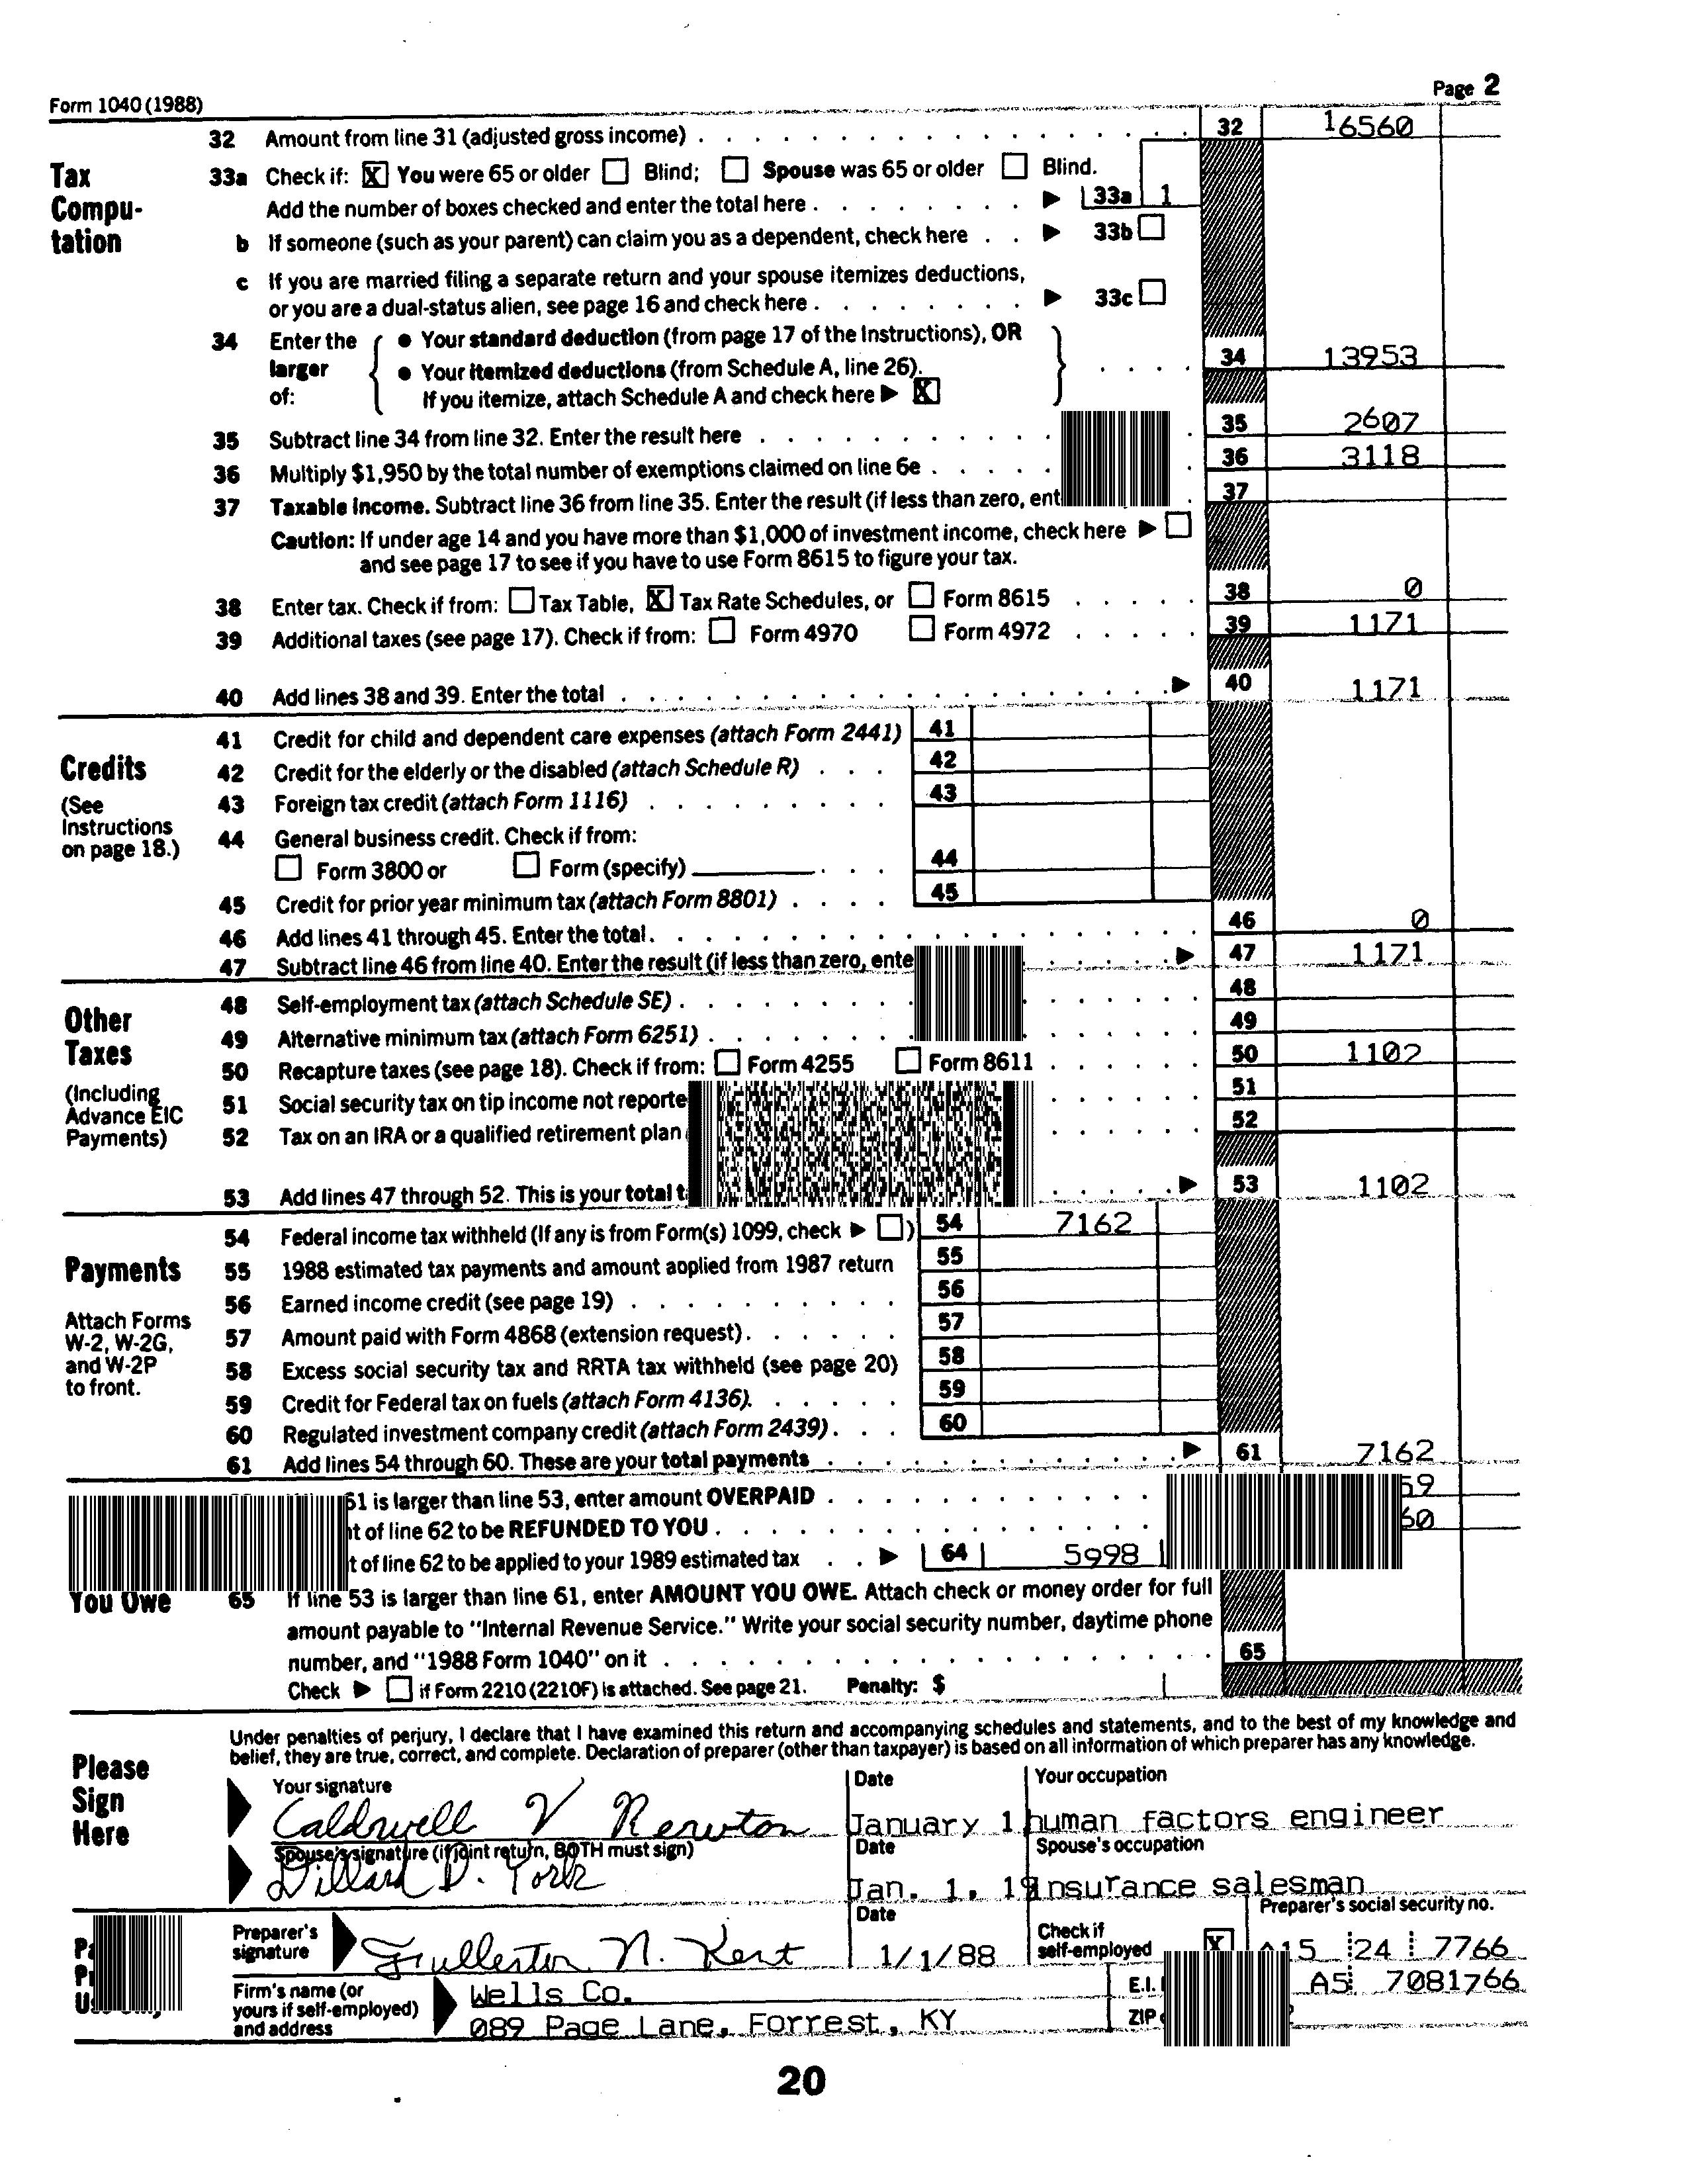 Form 1040 (1988) Page 2
32 Amount from line 31 (adjusted gross income) . . . 32 16560
Tax Compu-tation
33a Check if: [X] You were 65 or older [ ] Blind; [ ] Spouse was 65 or older [ ] Blind.
Add the number of boxes checked and enter the total here . . . ▶ 33a 1
b If someone (such as your parent) can claim you as a dependent, check here . . ▶ 33b [ ]
c If you are married filing a separate return and your spouse itemizes deductions,
or you are a dual-status alien, see page 16 and check here . . . ▶ 33c [ ]
34 Enter the larger of: { ● Your standard deduction (from page 17 of the Instructions), OR
● Your itemized deductions (from Schedule A, line 26). } . . . 34 13953
If you itemize, attach Schedule A and check here ▶ [X]
35 Subtract line 34 from line 32. Enter the result here . . . 35 2607
36 Multiply $1,950 by the total number of exemptions claimed on line 6e . . . 36 3118
37 Taxable income. Subtract line 36 from line 35. Enter the result (if less than zero, ent 37
Caution: If under age 14 and you have more than $1,000 of investment income, check here ▶ [ ]
and see page 17 to see if you have to use Form 8615 to figure your tax.
38 Enter tax. Check if from: [ ] Tax Table, [X] Tax Rate Schedules, or [ ] Form 8615 . . . 38 0
39 Additional taxes (see page 17). Check if from: [ ] Form 4970 [ ] Form 4972 . . . 39 1171
40 Add lines 38 and 39. Enter the total . . . ▶ 40 1171
Credits
(See Instructions on page 18.)
41 Credit for child and dependent care expenses (attach Form 2441) 41
42 Credit for the elderly or the disabled (attach Schedule R) . . . 42
43 Foreign tax credit (attach Form 1116) . . . 43
44 General business credit. Check if from:
[ ] Form 3800 or [ ] Form (specify) . . . 44
45 Credit for prior year minimum tax (attach Form 8801) . . . 45
46 Add lines 41 through 45. Enter the total . . . 46 0
47 Subtract line 46 from line 40. Enter the result (if less than zero, ente ▶ 47 1171
Other Taxes
(Including Advance EIC Payments)
48 Self-employment tax (attach Schedule SE) . . . 48
49 Alternative minimum tax (attach Form 6251) . . . 49
50 Recapture taxes (see page 18). Check if from: [ ] Form 4255 [ ] Form 8611 . . . 50 1102
51 Social security tax on tip income not reporte 51
52 Tax on an IRA or a qualified retirement plan 52
53 Add lines 47 through 52. This is your total t ▶ 53 1102
Payments
Attach Forms W-2, W-2G, and W-2P to front.
54 Federal income tax withheld (If any is from Form(s) 1099, check ▶ [ ]) 54 7162
55 1988 estimated tax payments and amount applied from 1987 return 55
56 Earned income credit (see page 19) . . . 56
57 Amount paid with Form 4868 (extension request) . . . 57
58 Excess social security tax and RRTA tax withheld (see page 20) 58
59 Credit for Federal tax on fuels (attach Form 4136) . . . 59
60 Regulated investment company credit (attach Form 2439) . . . 60
61 Add lines 54 through 60. These are your total payments . . . ▶ 61 7162
61 is larger than line 53, enter amount OVERPAID . . . 59
t of line 62 to be REFUNDED TO YOU . . . 60
t of line 62 to be applied to your 1989 estimated tax . . ▶ 64 5998
You Owe
65 If line 53 is larger than line 61, enter AMOUNT YOU OWE. Attach check or money order for full
amount payable to "Internal Revenue Service." Write your social security number, daytime phone
number, and "1988 Form 1040" on it . . . 65
Check ▶ [ ] if Form 2210 (2210F) is attached. See page 21. Penalty: $
Under penalties of perjury, I declare that I have examined this return and accompanying schedules and statements, and to the best of my knowledge and
belief, they are true, correct, and complete. Declaration of preparer (other than taxpayer) is based on all information of which preparer has any knowledge.
Please Sign Here
Your signature Date Your occupation
Caldwell V Newton January 1 human factors engineer
Spouse's signature (if joint return, BOTH must sign) Date Spouse's occupation
Dillard D. York Jan. 1, 19 insurance salesman
Preparer's signature Date Check if self-employed [X] Preparer's social security no.
Fullerton N. Kent 1/1/88 15 24 7766
Firm's name (or yours if self-employed) and address
Wells Co. E.I. A5 7081766
089 Page Lane, Forrest, KY ZIP
20